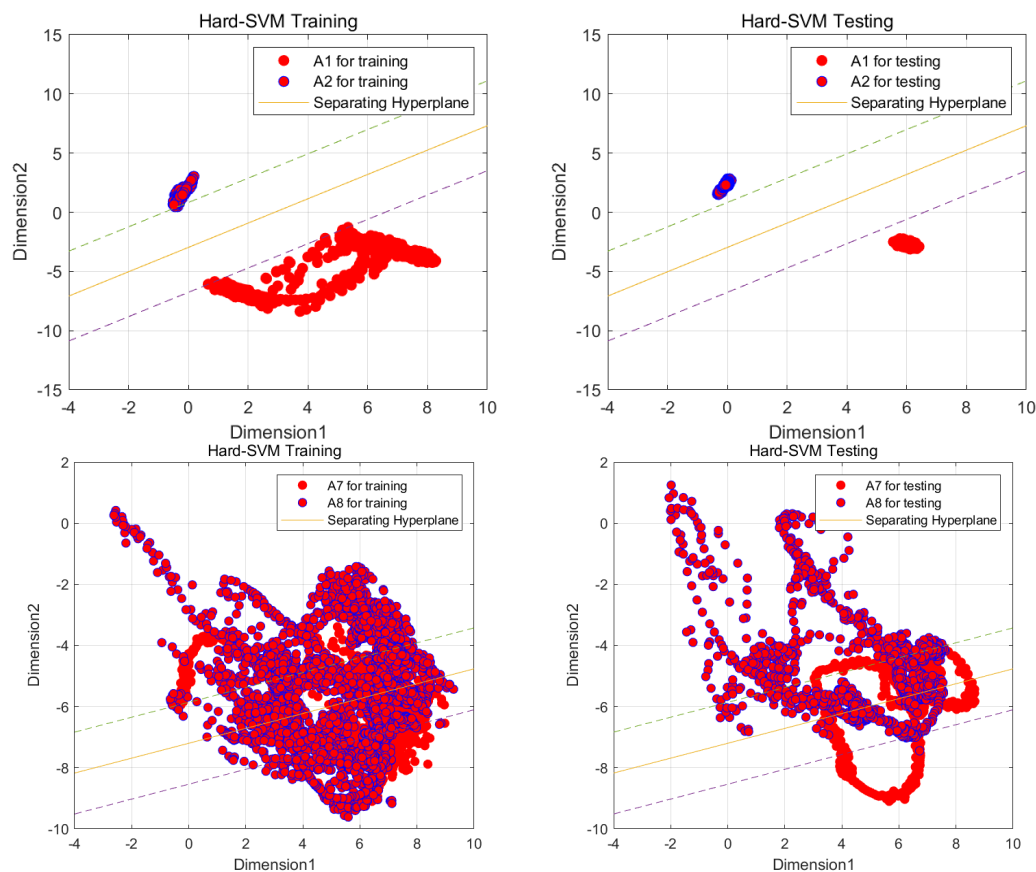 Hard-SVM Training
A1 for training
A2 for training
Separating Hyperplane
15
10
5
0
-5
-10
-15
Dimension2
-4
-2
0
2
4
6
8
10
Dimension1
Hard-SVM Testing
A1 for testing
A2 for testing
Separating Hyperplane
15
10
5
0
-5
-10
-15
Dimension2
-4
-2
0
2
4
6
8
10
Dimension1
Hard-SVM Training
A7 for training
A8 for training
Separating Hyperplane
2
0
-2
-4
-6
-8
-10
Dimension2
-4
-2
0
2
4
6
8
10
Dimension1
Hard-SVM Testing
A7 for testing
A8 for testing
Separating Hyperplane
2
0
-2
-4
-6
-8
-10
Dimension2
-4
-2
0
2
4
6
8
10
Dimension1